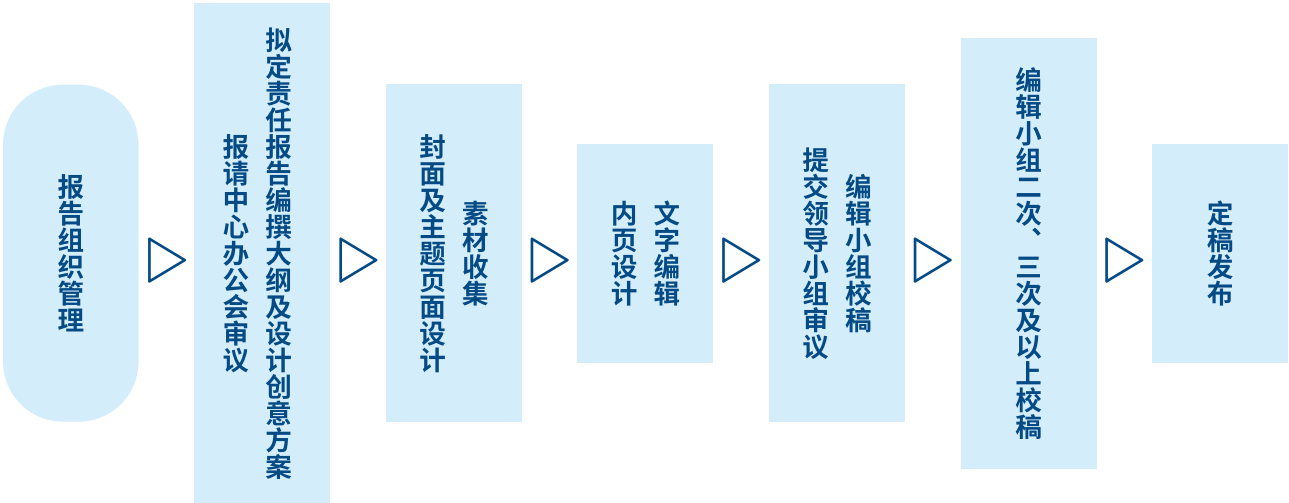 报告组织管理
拟定责任报告编撰大纲及设计创意方案
报请中心办公会审议
素材收集
封面及主题页面设计
文字编辑
内页设计
编辑小组校稿
提交领导小组审议
编辑小组二次、三次及以上校稿
定稿发布